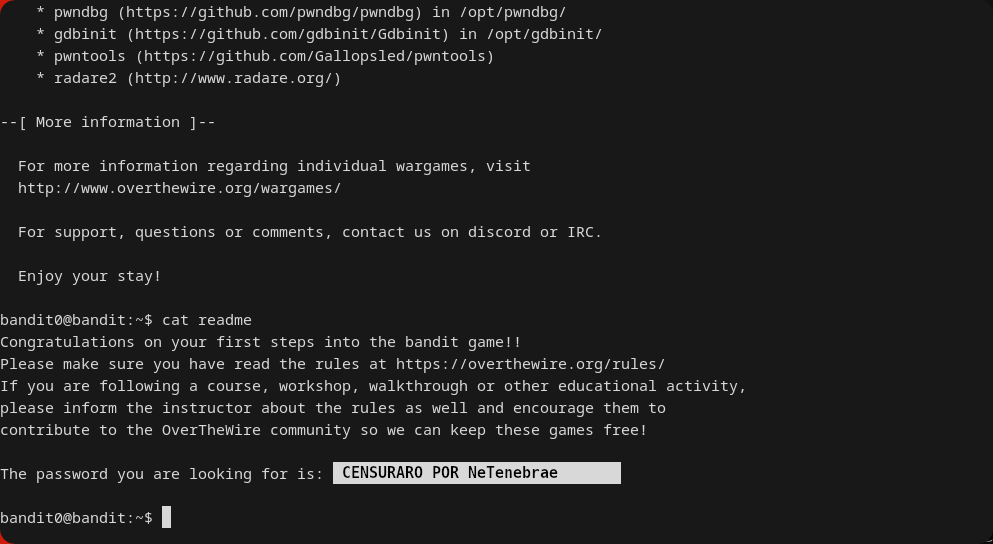 * pwndbg (https://github.com/pwndbg/pwndbg) in /opt/pwndbg/
* gdbinit (https://github.com/gdbinit/Gdbinit) in /opt/gdbinit/
* pwntools (https://github.com/Gallopsled/pwntools)
* radare2 (http://www.radare.org/)
--[ More information ]--
For more information regarding individual wargames, visit
http://www.overthewire.org/wargames/
For support, questions or comments, contact us on discord or IRC.
Enjoy your stay!
bandit0@bandit:~$ cat readme
Congratulations on your first steps into the bandit game!!
Please make sure you have read the rules at https://overthewire.org/rules/
If you are following a course, workshop, walkthrough or other educational activity,
please inform the instructor about the rules as well and encourage them to
contribute to the OverTheWire community so we can keep these games free!
The password you are looking for is: CENSURARO POR NeTenebrae
bandit0@bandit:~$